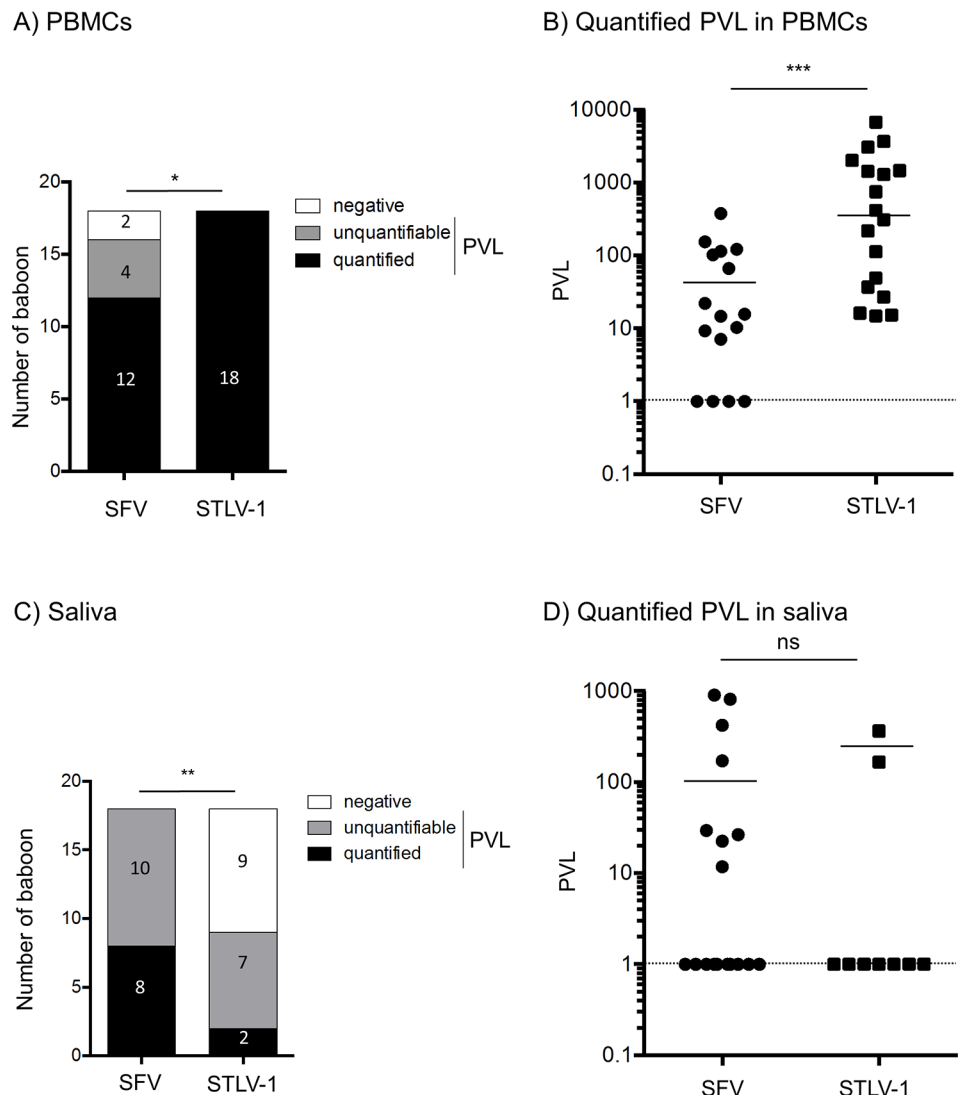 A) PBMCs
B) Quantified PVL in PBMCs
*
20
15
10
5
0
Number of baboon
2
4
12
18
SFV
STLV-1
negative
unquantifiable
quantified
PVL
***
10000
1000
100
10
1
0.1
PVL
SFV
STLV-1
C) Saliva
D) Quantified PVL in saliva
**
20
15
10
5
0
Number of baboon
10
8
9
7
2
SFV
STLV-1
negative
unquantifiable
quantified
PVL
ns
1000
100
10
1
0.1
PVL
SFV
STLV-1